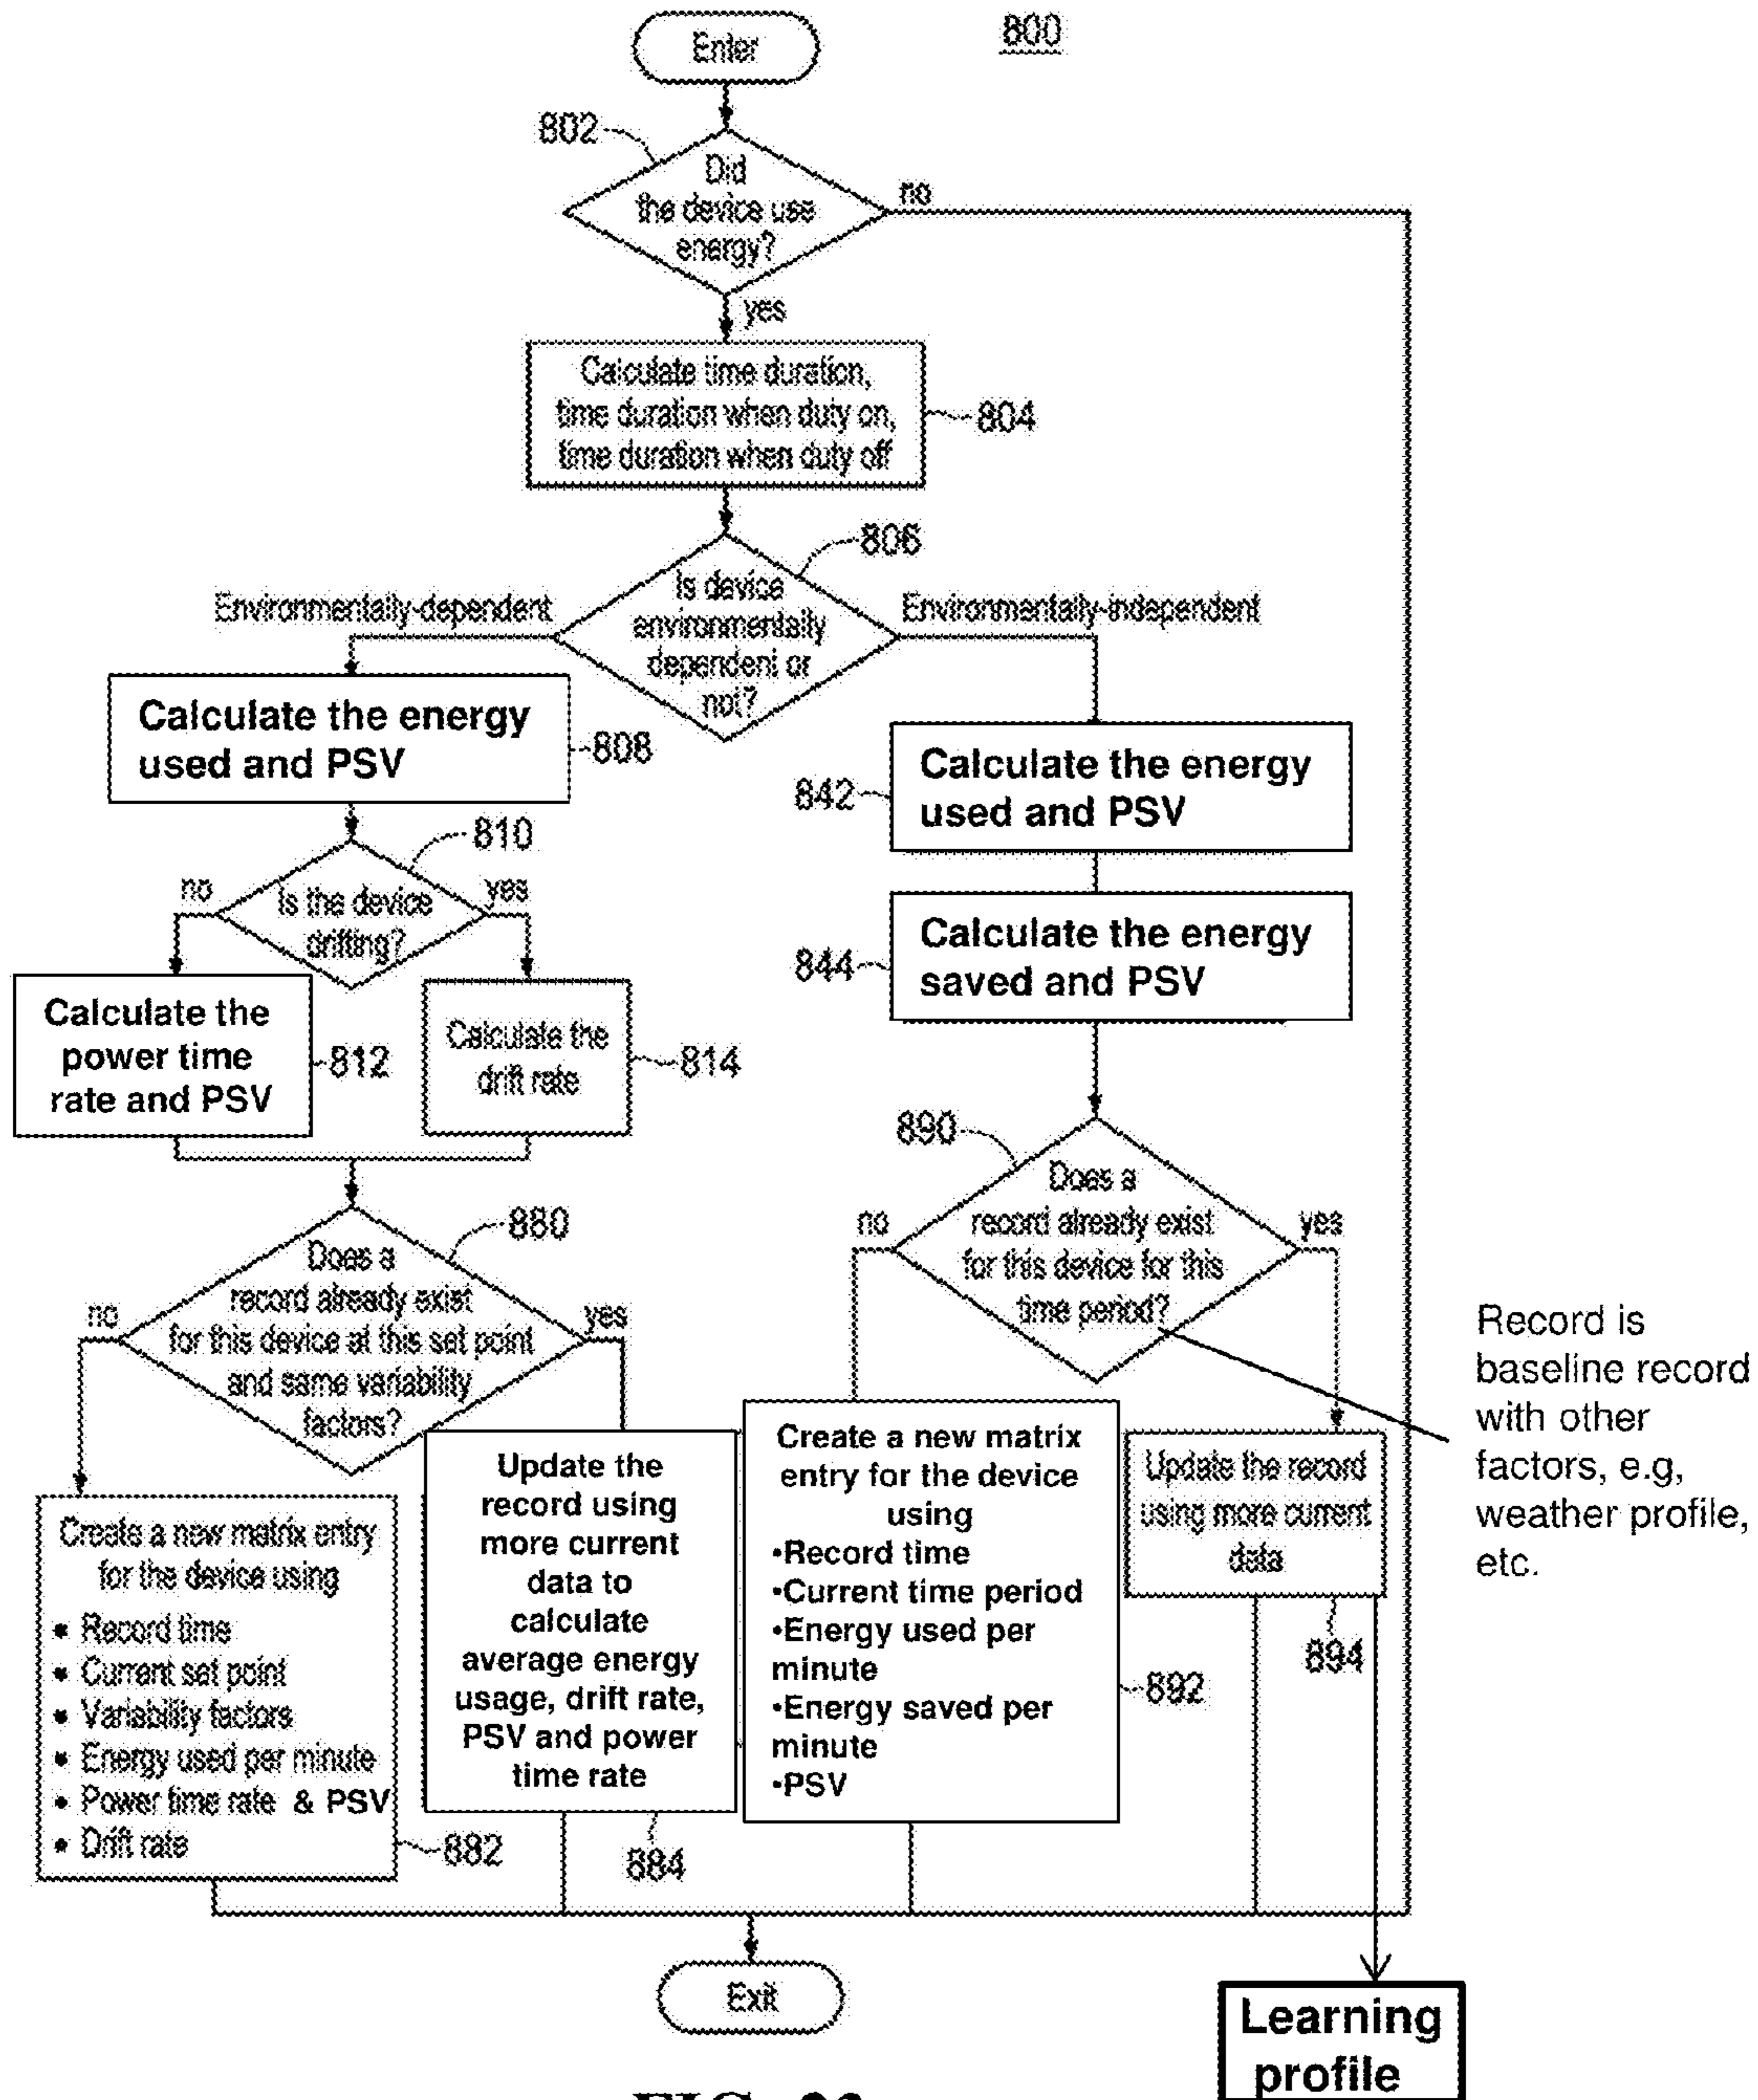 800
Enter
802
Did
the device use
energy?
no
yes
Calculate time duration,
time duration when duty on,
time duration when duty off
804
806
Is device
environmentally
dependent or
not?
Environmentally-dependent
Environmentally-independent
Calculate the energy
used and PSV
808
810
Is the device
drifting?
no
yes
Calculate the
power time
rate and PSV
812
Calculate the
drift rate
814
880
Does a
record already exist
for this device at this set point
and same variability
factors?
no
yes
Create a new matrix entry
for the device using
• Record time
• Current set point
• Variability factors
• Energy used per minute
• Power time rate & PSV
• Drift rate
882
Update the
record using
more current
data to
calculate
average energy
usage, drift rate,
PSV and power
time rate
884
842
Calculate the energy
used and PSV
844
Calculate the energy
saved and PSV
890
Does a
record already exist
for this device for this
time period?
no
yes
Create a new matrix
entry for the device
using
•Record time
•Current time period
•Energy used per
minute
•Energy saved per
minute
•PSV
892
Update the record
using more current
data
894
Record is
baseline record
with other
factors, e.g,
weather profile,
etc.
Exit
Learning
profile